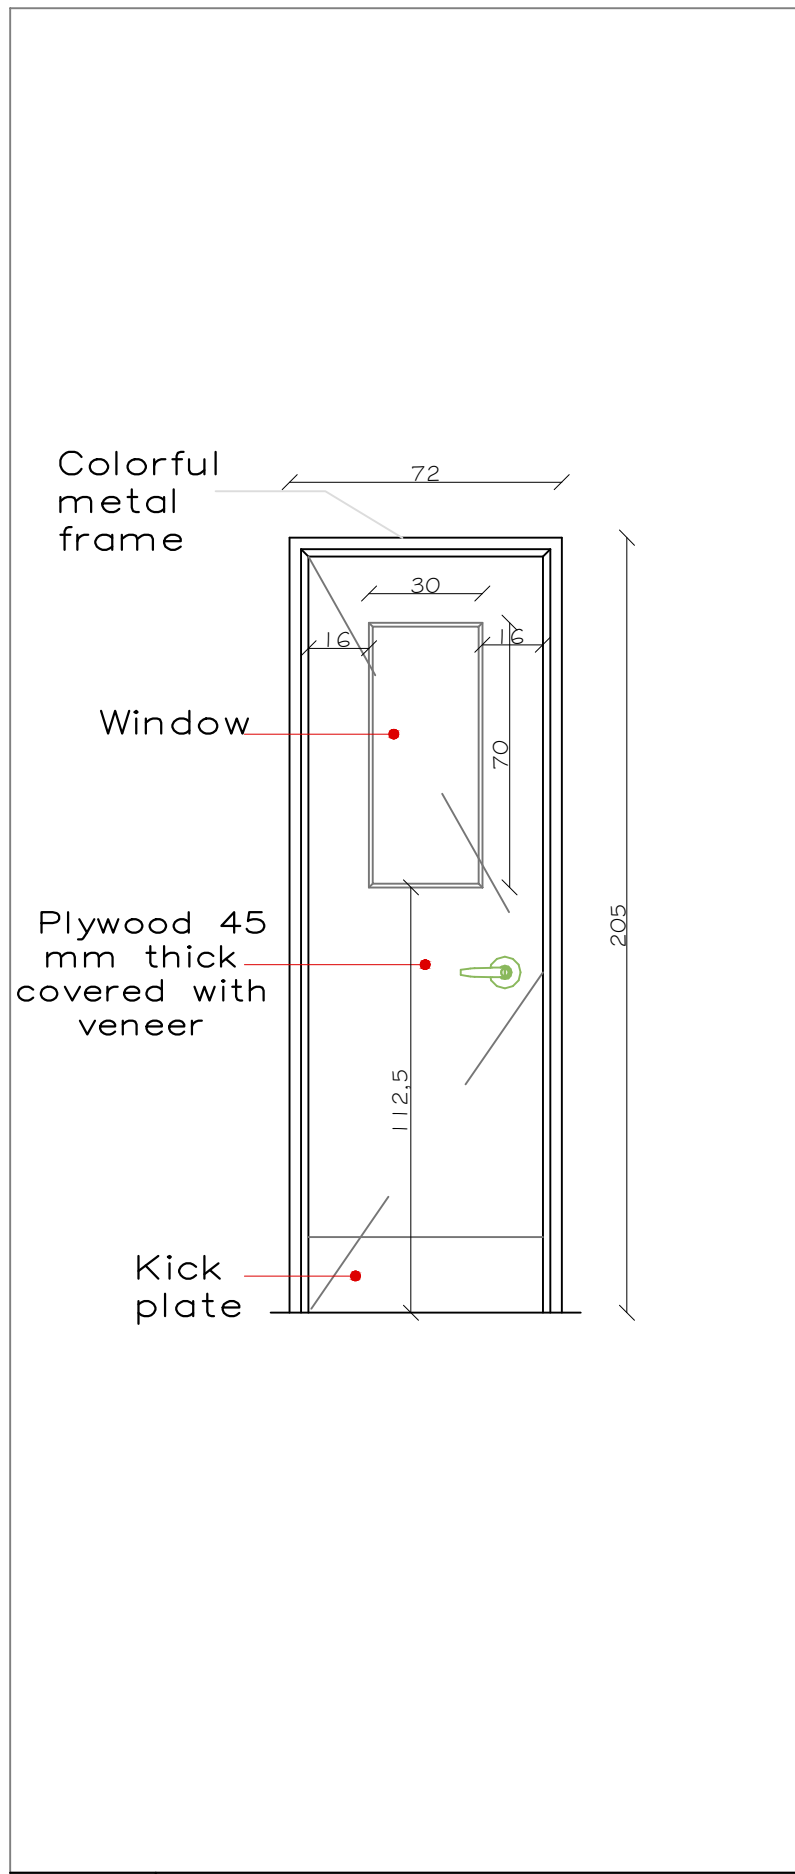 Colorful
metal
frame
72
30
16
16
Window
70
Plywood 45
mm thick
covered with
veneer
205
112,5
Kick
plate